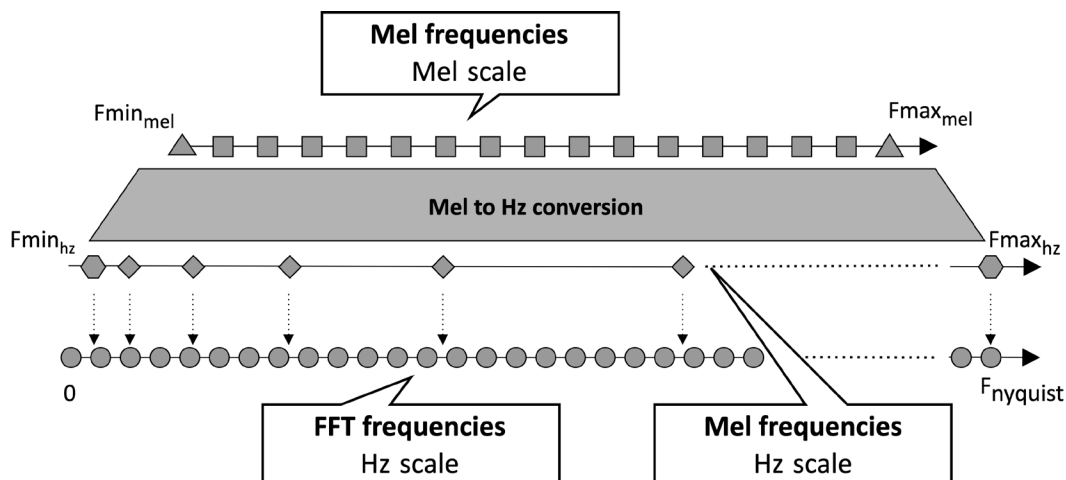 Mel frequencies
Mel scale
Fmin_mel
Fmax_mel
Mel to Hz conversion
Fmin_hz
Fmax_hz
0
F_nyquist
FFT frequencies
Hz scale
Mel frequencies
Hz scale